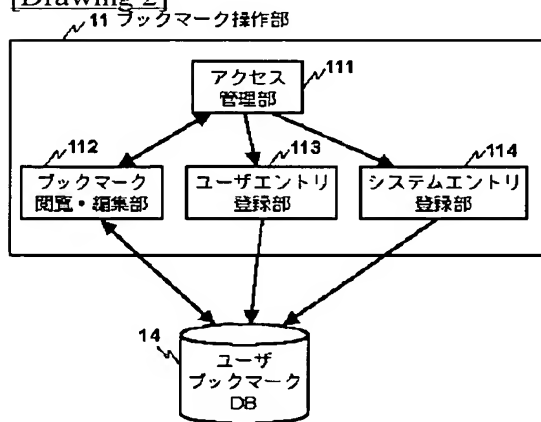 [Drawing 2]
11 ブックマーク操作部
アクセス
管理部
111
112
113
114
ブックマーク
閲覧・編集部
ユーザエントリ
登録部
システムエントリ
登録部
14
ユーザ
ブックマーク
DB